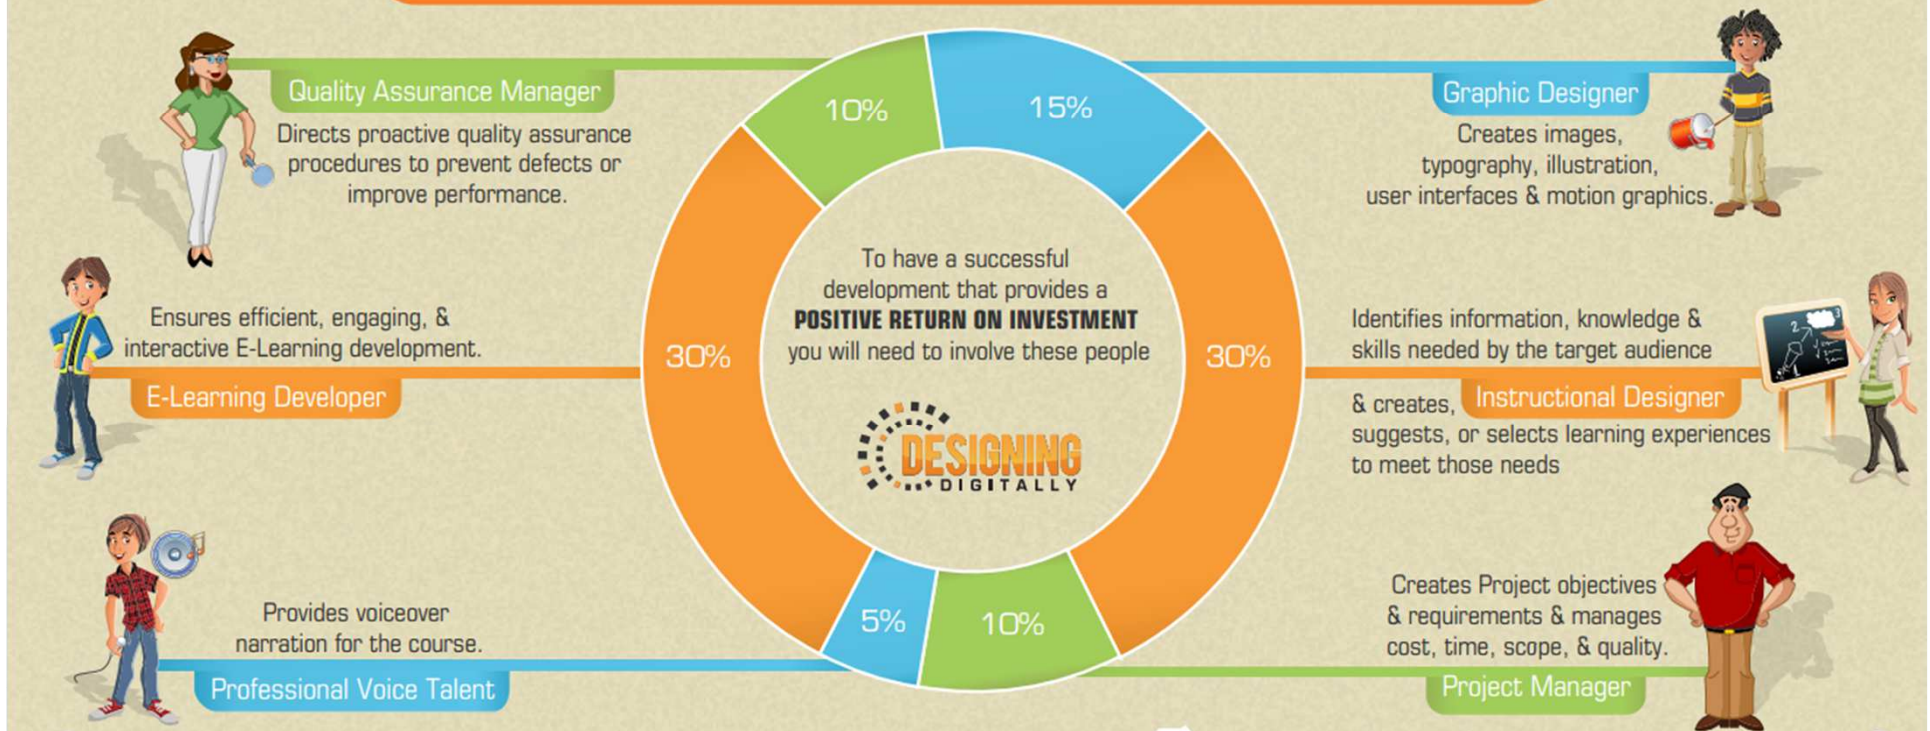 Quality Assurance Manager
Directs proactive quality assurance
procedures to prevent defects or
improve performance.
10%
15%
Graphic Designer
Creates images,
typography, illustration,
user interfaces & motion graphics.
To have a successful
development that provides a
POSITIVE RETURN ON INVESTMENT
you will need to involve these people
DESIGNING
DIGITALLY
Ensures efficient, engaging, &
interactive E-Learning development.
E-Learning Developer
30%
30%
Identifies information, knowledge &
skills needed by the target audience
Instructional Designer
& creates,
suggests, or selects learning experiences
to meet those needs
2
3
Provides voiceover
narration for the course.
Professional Voice Talent
5%
10%
Creates Project objectives
& requirements & manages
cost, time, scope, & quality.
Project Manager